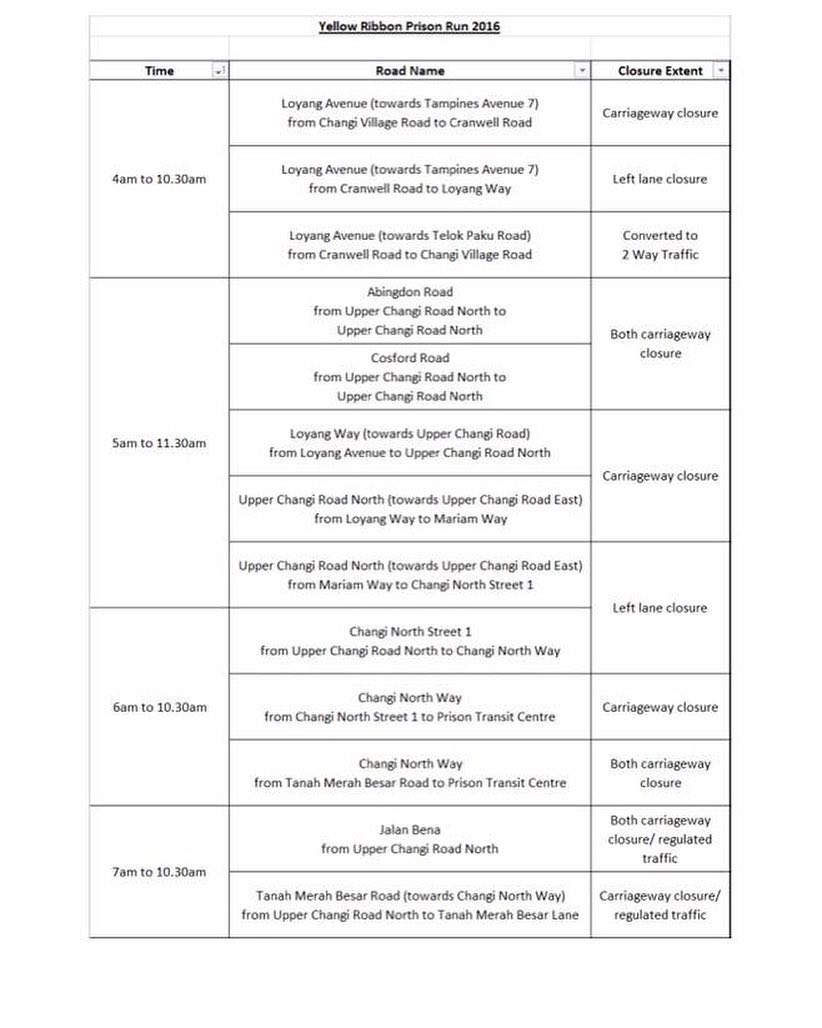 Yellow Ribbon Prison Run 2016
Time
Road Name
Closure Extent
4am to 10.30am
Loyang Avenue (towards Tampines Avenue 7)
from Changi Village Road to Cranwell Road
Carriageway closure
Loyang Avenue (towards Tampines Avenue 7)
from Cranwell Road to Loyang Way
Left lane closure
Loyang Avenue (towards Telok Paku Road)
from Cranwell Road to Changi Village Road
Converted to
2 Way Traffic
5am to 11.30am
Abingdon Road
from Upper Changi Road North to
Upper Changi Road North
Both carriageway
closure
Cosford Road
from Upper Changi Road North to
Upper Changi Road North
Loyang Way (towards Upper Changi Road)
from Loyang Avenue to Upper Changi Road North
Carriageway closure
Upper Changi Road North (towards Upper Changi Road East)
from Loyang Way to Mariam Way
Upper Changi Road North (towards Upper Changi Road East)
from Mariam Way to Changi North Street 1
Left lane closure
6am to 10.30am
Changi North Street 1
from Upper Changi Road North to Changi North Way
Changi North Way
from Changi North Street 1 to Prison Transit Centre
Carriageway closure
Changi North Way
from Tanah Merah Besar Road to Prison Transit Centre
Both carriageway
closure
7am to 10.30am
Jalan Bena
from Upper Changi Road North
Both carriageway
closure/ regulated
traffic
Tanah Merah Besar Road (towards Changi North Way)
from Upper Changi Road North to Tanah Merah Besar Lane
Carriageway closure/
regulated traffic